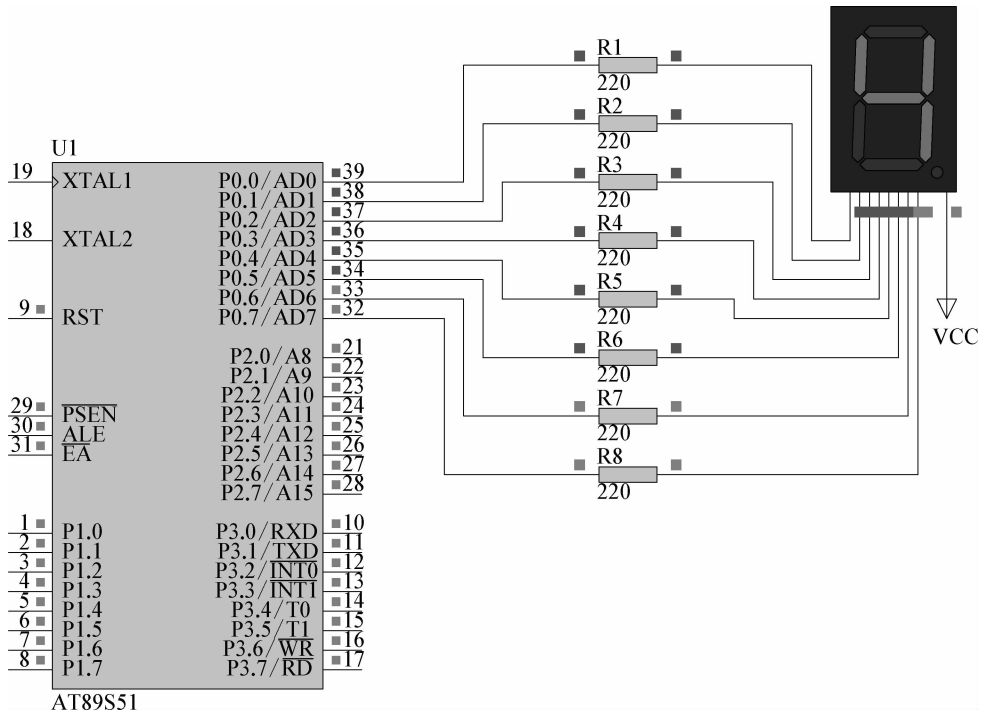 U1
AT89S51
19 XTAL1
18 XTAL2
9 RST
29 PSEN
30 ALE
31 EA
1 P1.0
2 P1.1
3 P1.2
4 P1.3
5 P1.4
6 P1.5
7 P1.6
8 P1.7
P0.0/AD0 39
P0.1/AD1 38
P0.2/AD2 37
P0.3/AD3 36
P0.4/AD4 35
P0.5/AD5 34
P0.6/AD6 33
P0.7/AD7 32
P2.0/A8 21
P2.1/A9 22
P2.2/A10 23
P2.3/A11 24
P2.4/A12 25
P2.5/A13 26
P2.6/A14 27
P2.7/A15 28
P3.0/RXD 10
P3.1/TXD 11
P3.2/INT0 12
P3.3/INT1 13
P3.4/T0 14
P3.5/T1 15
P3.6/WR 16
P3.7/RD 17
R1
220
R2
220
R3
220
R4
220
R5
220
R6
220
R7
220
R8
220
VCC